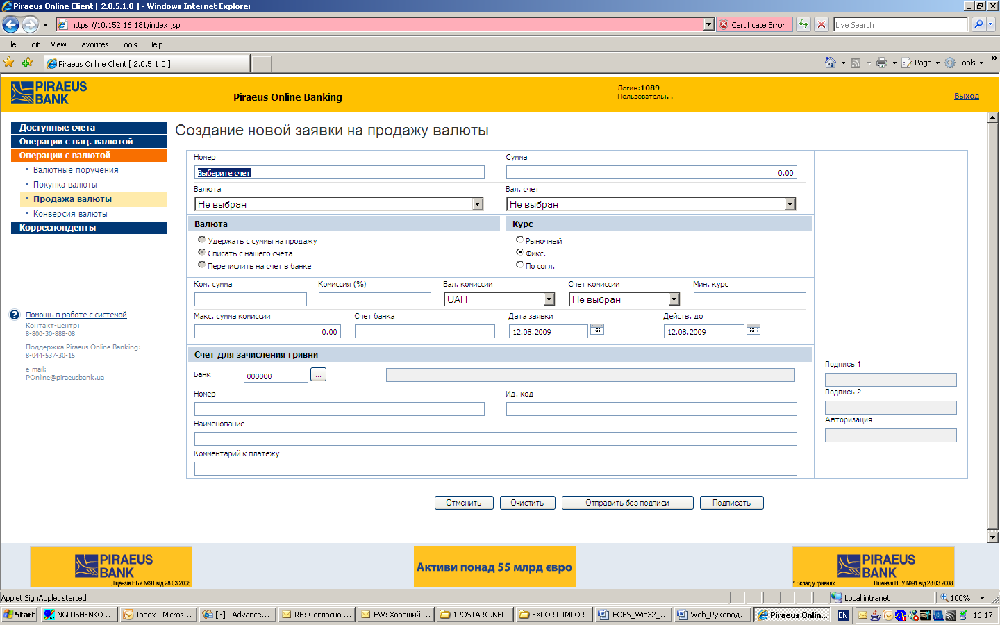 Piraeus Online Client [ 2.0.5.1.0 ] - Windows Internet Explorer
https://10.152.16.181/index.jsp
Certificate Error
Live Search
File Edit View Favorites Tools Help
Piraeus Online Client [ 2.0.5.1.0 ]
Page Tools
PIRAEUS BANK
Piraeus Online Banking
Логин:1089
Пользователь:. .
Выход
Доступные счета
Операции с нац. валютой
Операции с валютой
Валютные поручения
Покупка валюты
Продажа валюты
Конверсия валюты
Корреспонденты
Помощь в работе с системой
Контакт-центр:
8-800-30-888-08
Поддержка Piraeus Online Banking:
8-044-537-30-15
e-mail:
POnline@piraeusbank.ua
Создание новой заявки на продажу валюты
Номер Сумма
Выберите счет 0.00
Валюта Вал. счет
Не выбран Не выбран
Валюта Курс
Удержать с суммы на продажу Рыночный
Списать с нашего счета Фикс.
Перечислить на счет в банке По согл.
Ком. сумма Комиссия (%) Вал. комиссии Счет комиссии Мин. курс
UAH Не выбран
Макс. сумма комиссии Счет банка Дата заявки Действ. до
0.00 12.08.2009 12.08.2009
Счет для зачисления гривни
Банк 000000 ...
Номер Ид. код
Наименование
Комментарий к платежу
Подпись 1
Подпись 2
Авторизация
Отменить Очистить Отправить без подписи Подписать
PIRAEUS BANK
Ліцензія НБУ №91 від 28.03.2008
Активи понад 55 млрд євро
PIRAEUS BANK
* Вклад у гривнях Ліцензія НБУ №91 від 28.03.2008
Applet SignApplet started
Local intranet 100%
Start NGLUSHENKO ... Inbox - Micros... [3] - Advance... RE: Согласно ... FW: Хороший ... 1POSTARC.NBU EXPORT-IMPORT iFOBS_Win32_... Web_Руковод... Piraeus Onlin... EN 16:17